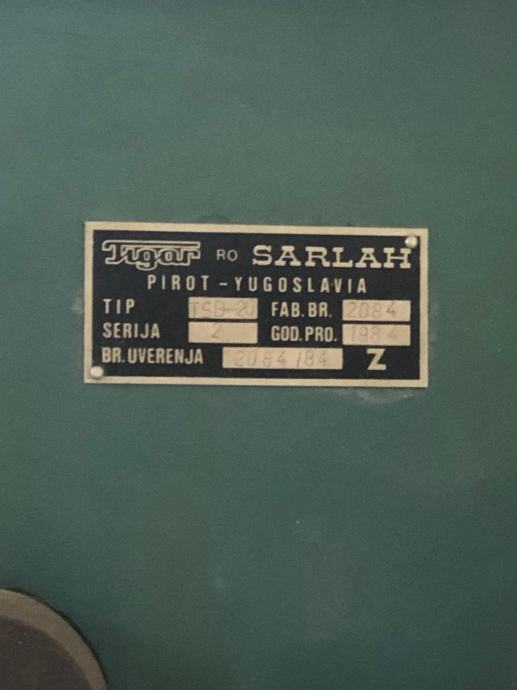 Tigar RO SARLAH
PIROT-YUGOSLAVIA
TIP TSB-20 FAB.BR. 2084
SERIJA 2 GOD.PRO. 1984
BR.UVERENJA 2084/84 Z